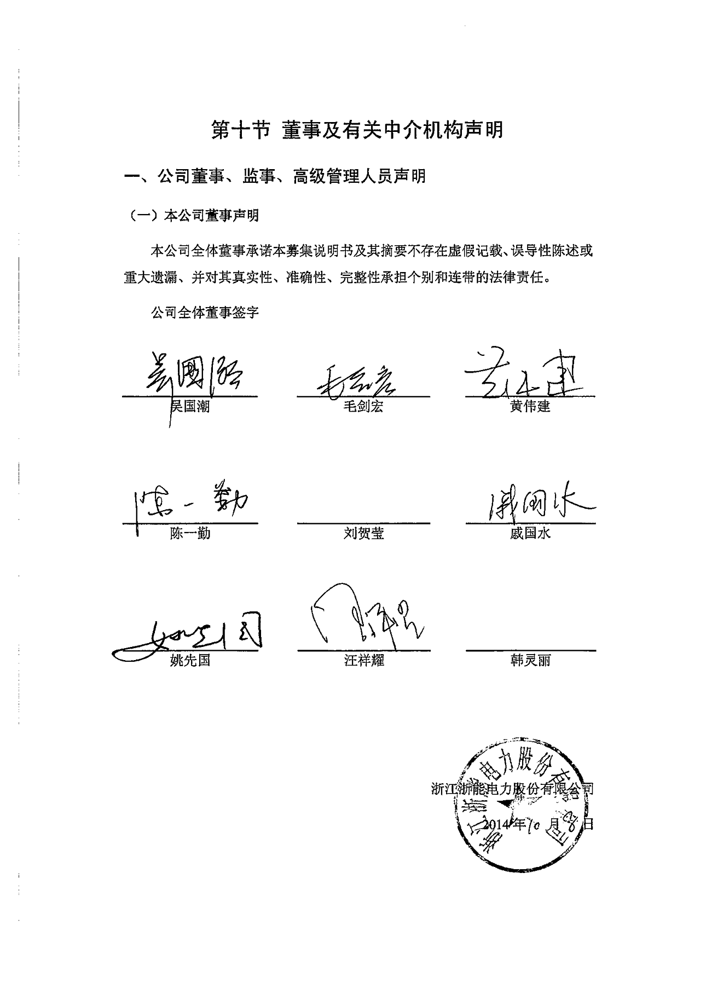 第十节 董事及有关中介机构声明
一、公司董事、监事、高级管理人员声明
（一）本公司董事声明
本公司全体董事承诺本募集说明书及其摘要不存在虚假记载、误导性陈述或
重大遗漏、并对其真实性、准确性、完整性承担个别和连带的法律责任。
公司全体董事签字
吴国潮 毛剑宏 黄伟建
陈一勤
陈一勤 刘贺莹 戚国水
姚先国 汪祥耀 韩灵丽
浙江浙能电力股份有限公司
2014 年 10 月 日